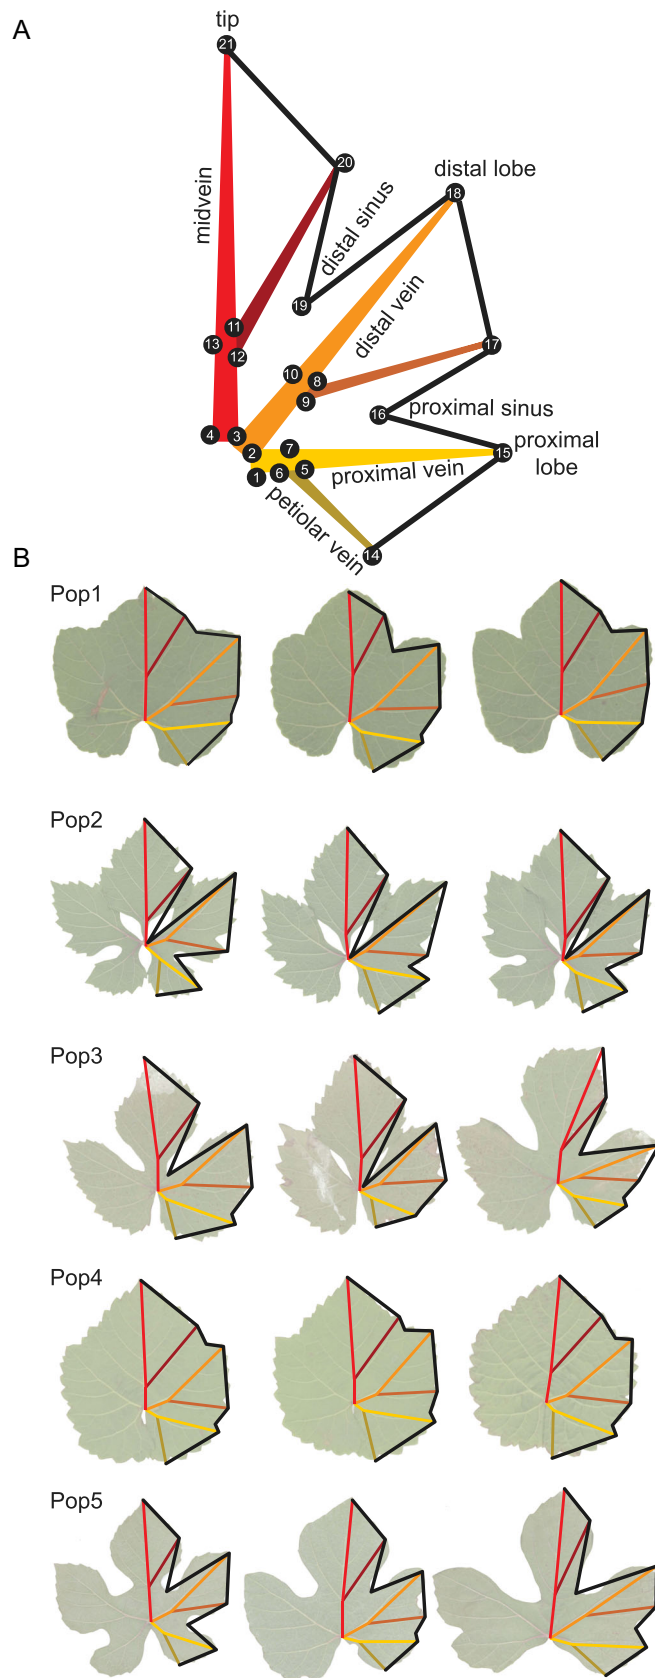 A
tip
21
20
distal lobe
18
midvein
distal sinus
19
distal vein
11
13
12
17
10
8
9
16
proximal sinus
4
3
2
7
15
proximal
lobe
1
6
5
proximal vein
petiolar vein
14
B
Pop1
Pop2
Pop3
Pop4
Pop5